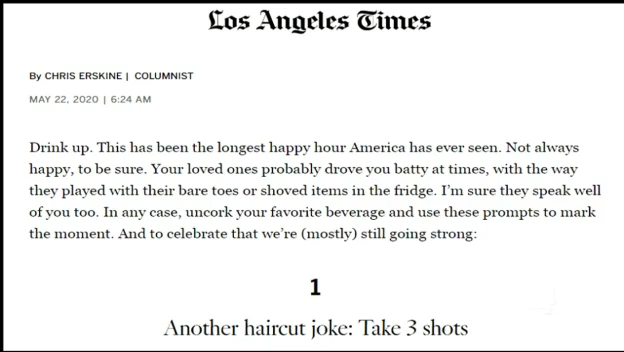 Los Angeles Times
By CHRIS ERSKINE | COLUMNIST
MAY 22, 2020 | 6:24 AM
Drink up. This has been the longest happy hour America has ever seen. Not always
happy, to be sure. Your loved ones probably drove you batty at times, with the way
they played with their bare toes or shoved items in the fridge. I'm sure they speak well
of you too. In any case, uncork your favorite beverage and use these prompts to mark
the moment. And to celebrate that we're (mostly) still going strong:
1
Another haircut joke: Take 3 shots